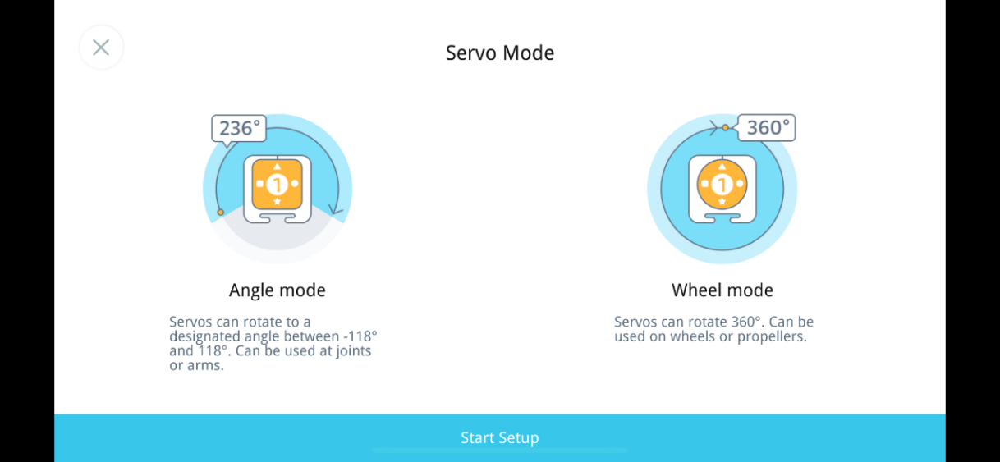 Servo Mode
236°
1
360°
1
Angle mode
Servos can rotate to a
designated angle between -118°
and 118°. Can be used at joints
or arms.
Wheel mode
Servos can rotate 360°. Can be
used on wheels or propellers.
Start Setup